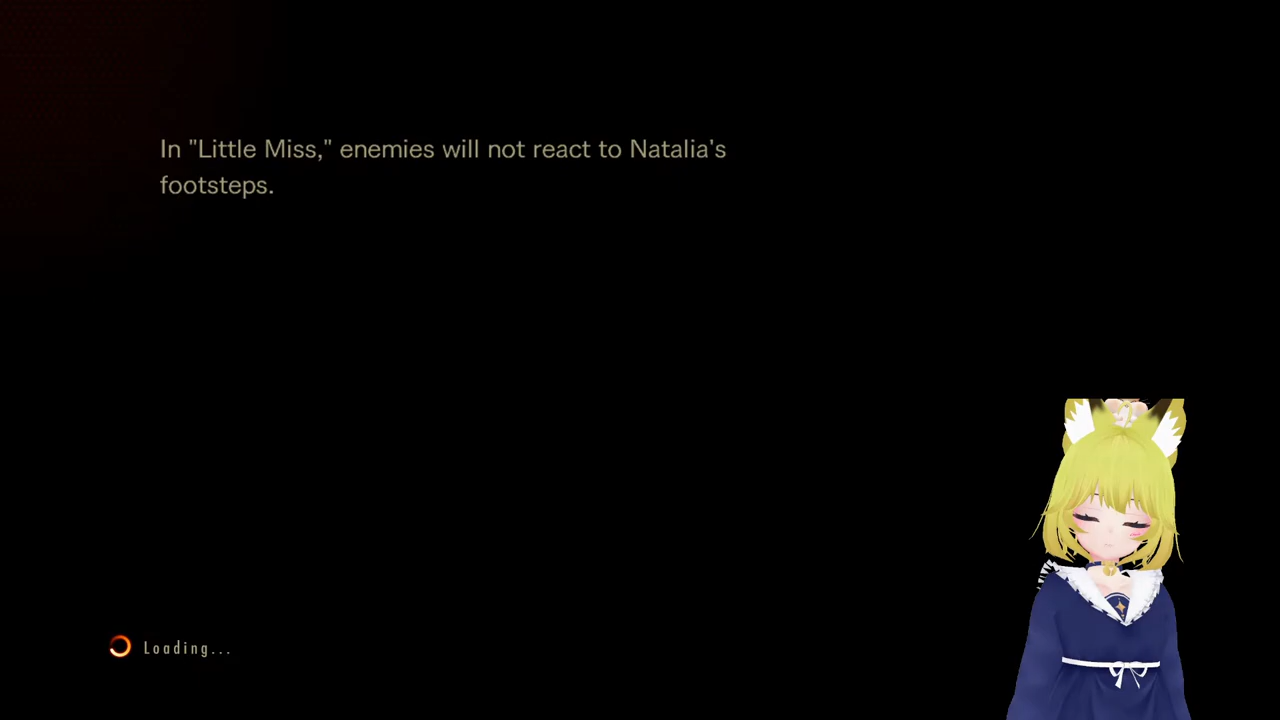 In "Little Miss," enemies will not react to Natalia's
footsteps.
Loading...